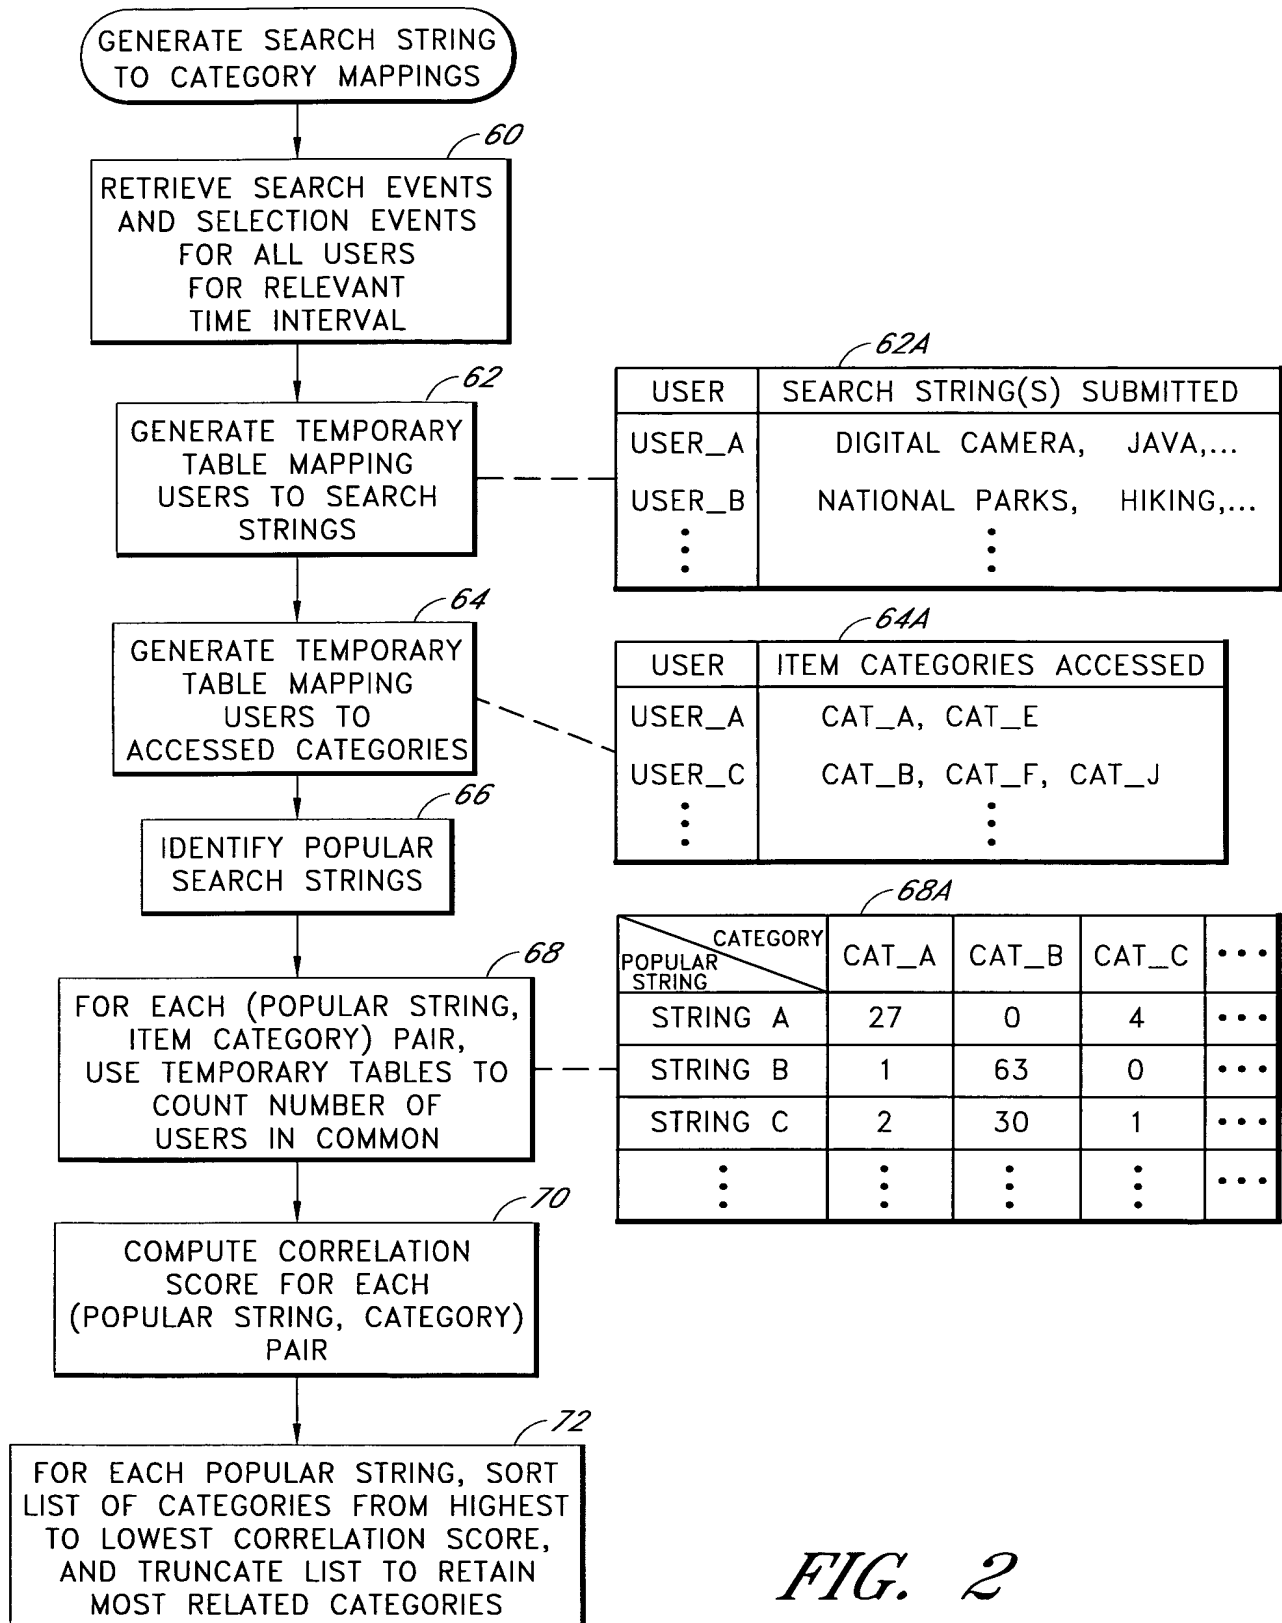 GENERATE SEARCH STRING
TO CATEGORY MAPPINGS
60
RETRIEVE SEARCH EVENTS
AND SELECTION EVENTS
FOR ALL USERS
FOR RELEVANT
TIME INTERVAL
62
GENERATE TEMPORARY
TABLE MAPPING
USERS TO SEARCH
STRINGS
62A
USER SEARCH STRING(S) SUBMITTED
USER_A DIGITAL CAMERA, JAVA,...
USER_B NATIONAL PARKS, HIKING,...
64
GENERATE TEMPORARY
TABLE MAPPING
USERS TO
ACCESSED CATEGORIES
64A
USER ITEM CATEGORIES ACCESSED
USER_A CAT_A, CAT_E
USER_C CAT_B, CAT_F, CAT_J
66
IDENTIFY POPULAR
SEARCH STRINGS
68
FOR EACH (POPULAR STRING,
ITEM CATEGORY) PAIR,
USE TEMPORARY TABLES TO
COUNT NUMBER OF
USERS IN COMMON
68A
CATEGORY
POPULAR
STRING
CAT_A CAT_B CAT_C ...
STRING A 27 0 4 ...
STRING B 1 63 0 ...
STRING C 2 30 1 ...
70
COMPUTE CORRELATION
SCORE FOR EACH
(POPULAR STRING, CATEGORY)
PAIR
72
FOR EACH POPULAR STRING, SORT
LIST OF CATEGORIES FROM HIGHEST
TO LOWEST CORRELATION SCORE,
AND TRUNCATE LIST TO RETAIN
MOST RELATED CATEGORIES
FIG. 2